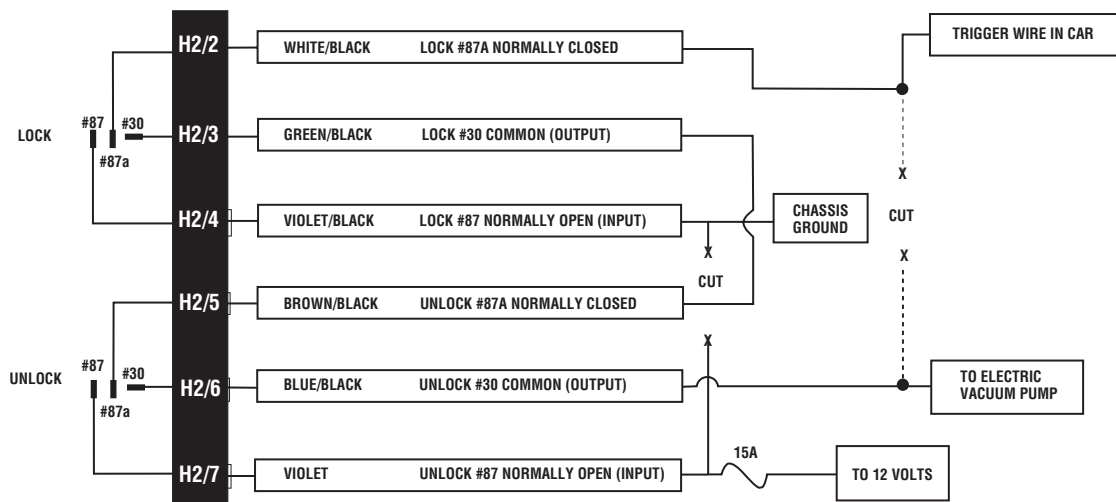 H2/2 WHITE/BLACK LOCK #87A NORMALLY CLOSED
TRIGGER WIRE IN CAR
LOCK
#87
#30
#87a
H2/3 GREEN/BLACK LOCK #30 COMMON (OUTPUT)
X
H2/4 VIOLET/BLACK LOCK #87 NORMALLY OPEN (INPUT)
CHASSIS
GROUND
CUT
X
X
CUT
H2/5 BROWN/BLACK UNLOCK #87A NORMALLY CLOSED
X
UNLOCK
#87
#30
#87a
H2/6 BLUE/BLACK UNLOCK #30 COMMON (OUTPUT)
TO ELECTRIC
VACUUM PUMP
H2/7 VIOLET UNLOCK #87 NORMALLY OPEN (INPUT)
15A
TO 12 VOLTS